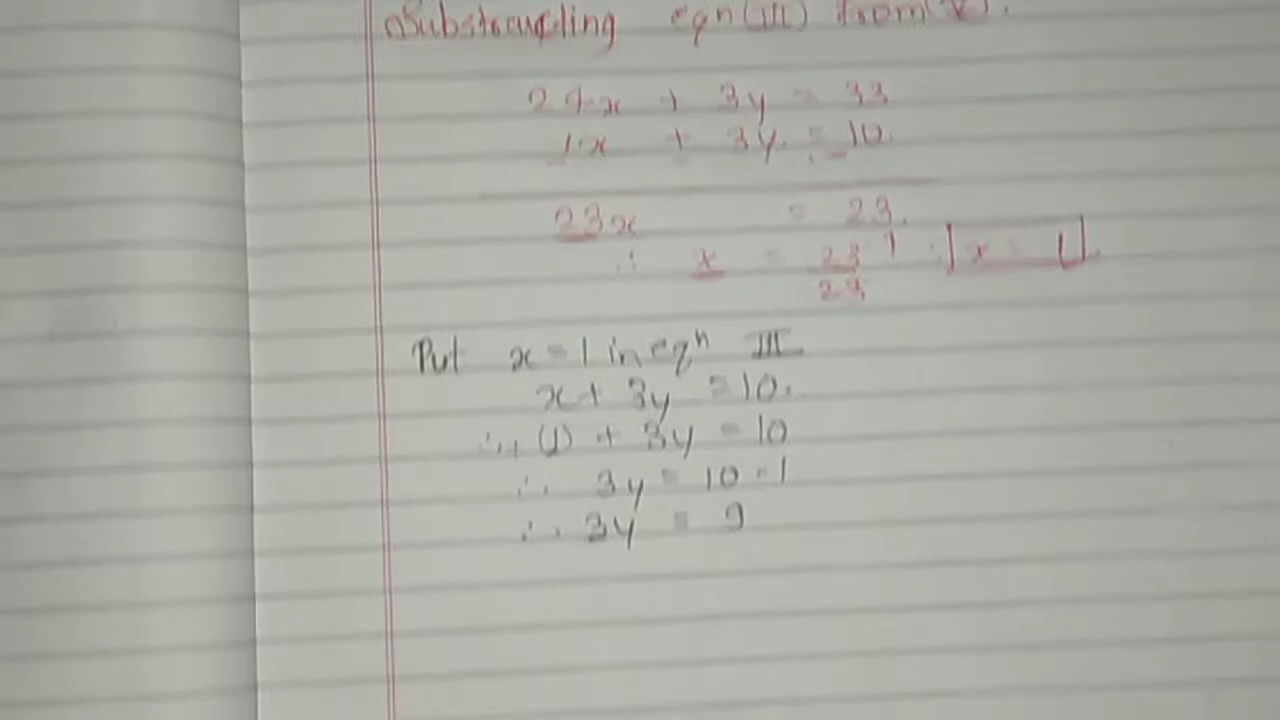 Substracting eqn(III) from(V).
24x + 3y = 33
1x + 3y = 10.
23x = 23.
∴ x = 23/23 1 ∴ x = 1
Put x = 1 in eqⁿ III
x + 3y = 10.
∴ (1) + 3y = 10
∴ 3y = 10 - 1
∴ 3y = 9